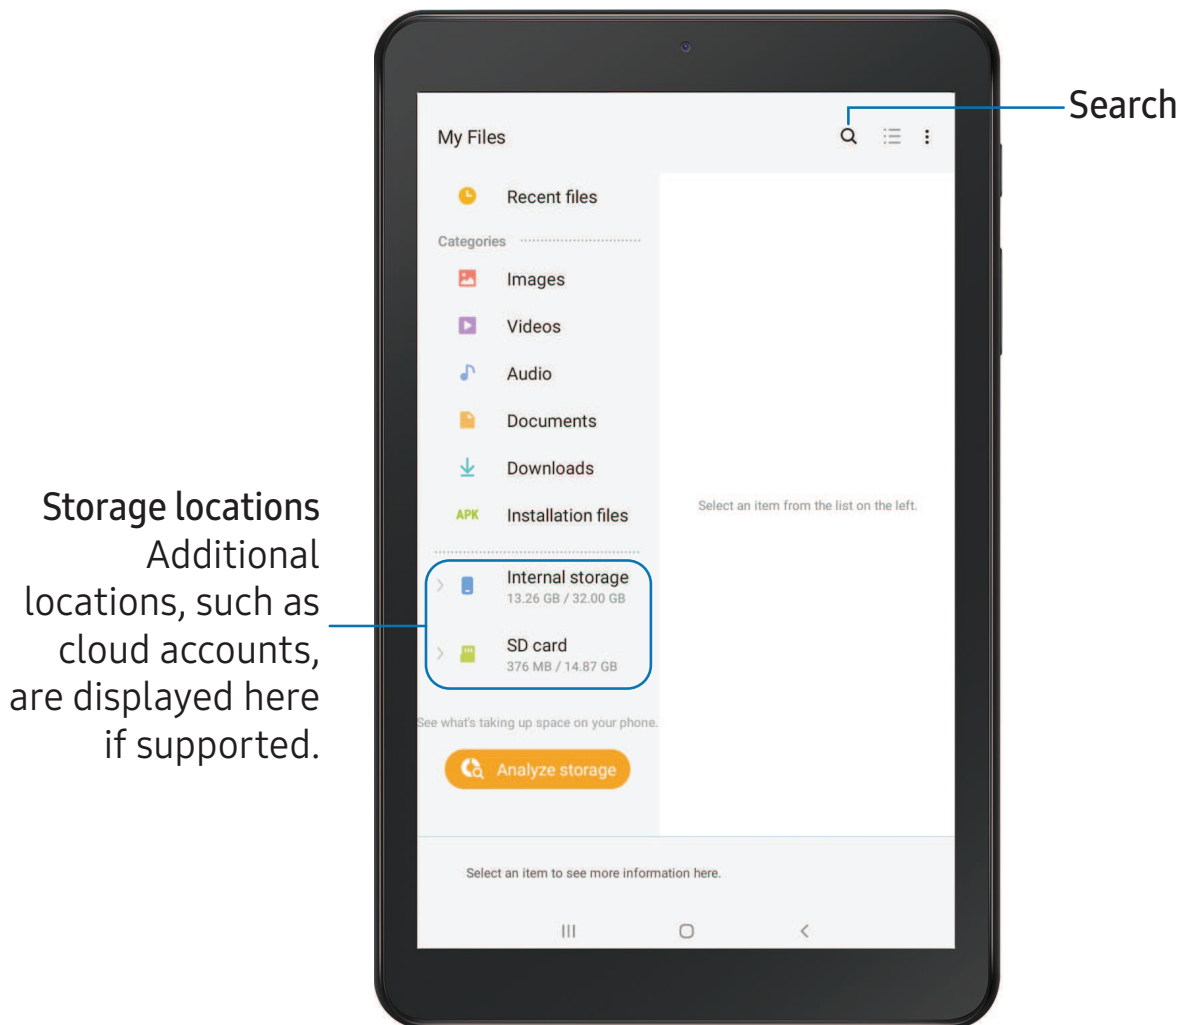 Search
My Files
Recent files
Categories
Images
Videos
Audio
Documents
Downloads
APK Installation files
Storage locations
Additional
locations, such as
cloud accounts,
are displayed here
if supported.
Internal storage
13.26 GB / 32.00 GB
SD card
376 MB / 14.87 GB
See what's taking up space on your phone.
Analyze storage
Select an item from the list on the left.
Select an item to see more information here.